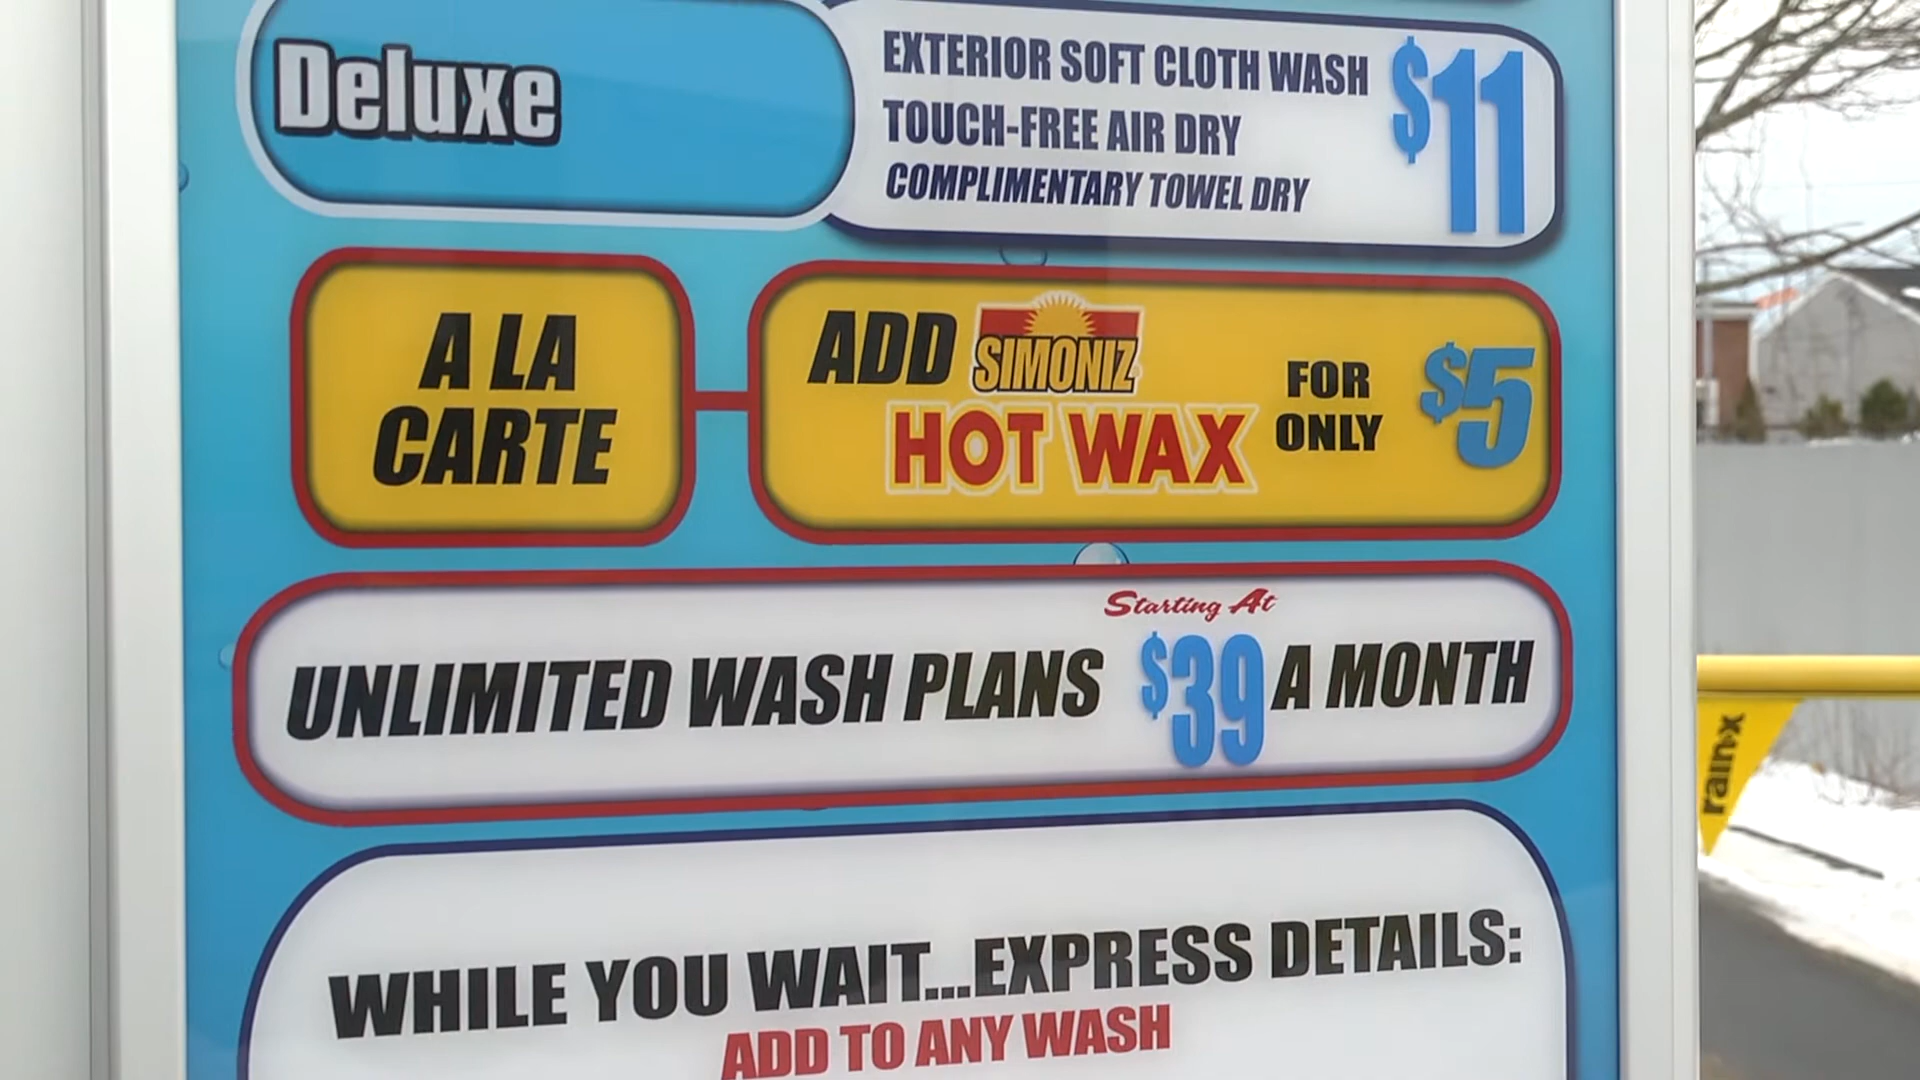 Deluxe
EXTERIOR SOFT CLOTH WASH
TOUCH-FREE AIR DRY
COMPLIMENTARY TOWEL DRY
$11
A LA
CARTE
ADD SIMONIZ
HOT WAX
FOR
ONLY
$5
Starting At
UNLIMITED WASH PLANS $39 A MONTH
WHILE YOU WAIT...EXPRESS DETAILS:
ADD TO ANY WASH
rain-x